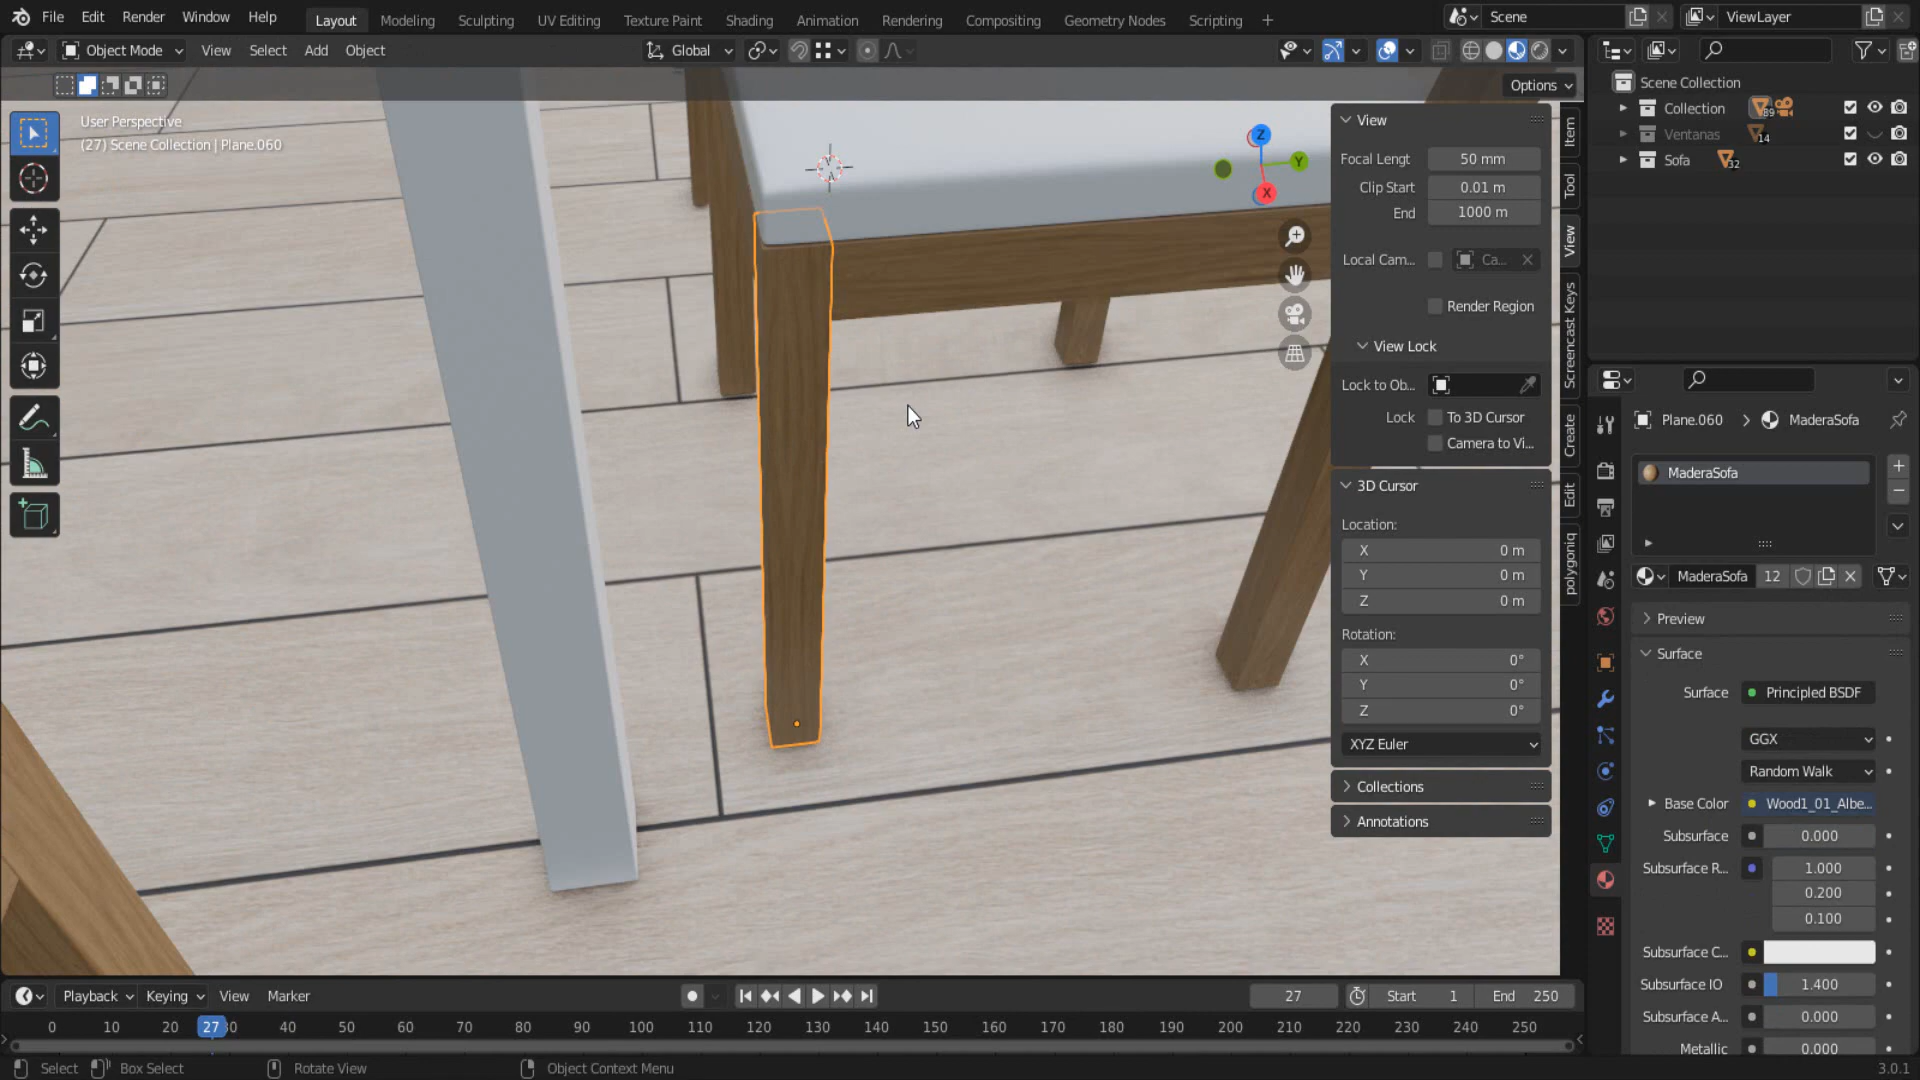 File Edit Render Window Help
Layout Modeling Sculpting UV Editing Texture Paint Shading Animation Rendering Compositing Geometry Nodes Scripting +
Scene
ViewLayer
Object Mode View Select Add Object
Global
Options
User Perspective
(27) Scene Collection | Plane.060
Z
Y
X
View
Focal Lengt 50 mm
Clip Start 0.01 m
End 1000 m
Local Cam... Ca...
Render Region
View Lock
Lock to Ob...
Lock To 3D Cursor
Camera to Vi...
3D Cursor
Location:
X 0 m
Y 0 m
Z 0 m
Rotation:
X 0°
Y 0°
Z 0°
XYZ Euler
Collections
Annotations
Item
Tool
View
Screencast Keys
Create
Edit
polygoniq
Scene Collection
Collection 89
Ventanas 14
Sofa 32
Plane.060 > MaderaSofa
MaderaSofa
MaderaSofa 12
Preview
Surface
Surface Principled BSDF
GGX
Random Walk
Base Color Wood1_01_Albe...
Subsurface 0.000
Subsurface R... 1.000
0.200
0.100
Subsurface C...
Subsurface IO 1.400
Subsurface A... 0.000
Metallic 0.000
Playback Keying View Marker
27 Start 1 End 250
0 10 20 27 30 40 50 60 70 80 90 100 110 120 130 140 150 160 170 180 190 200 210 220 230 240 250
Select Box Select Rotate View Object Context Menu
3.0.1